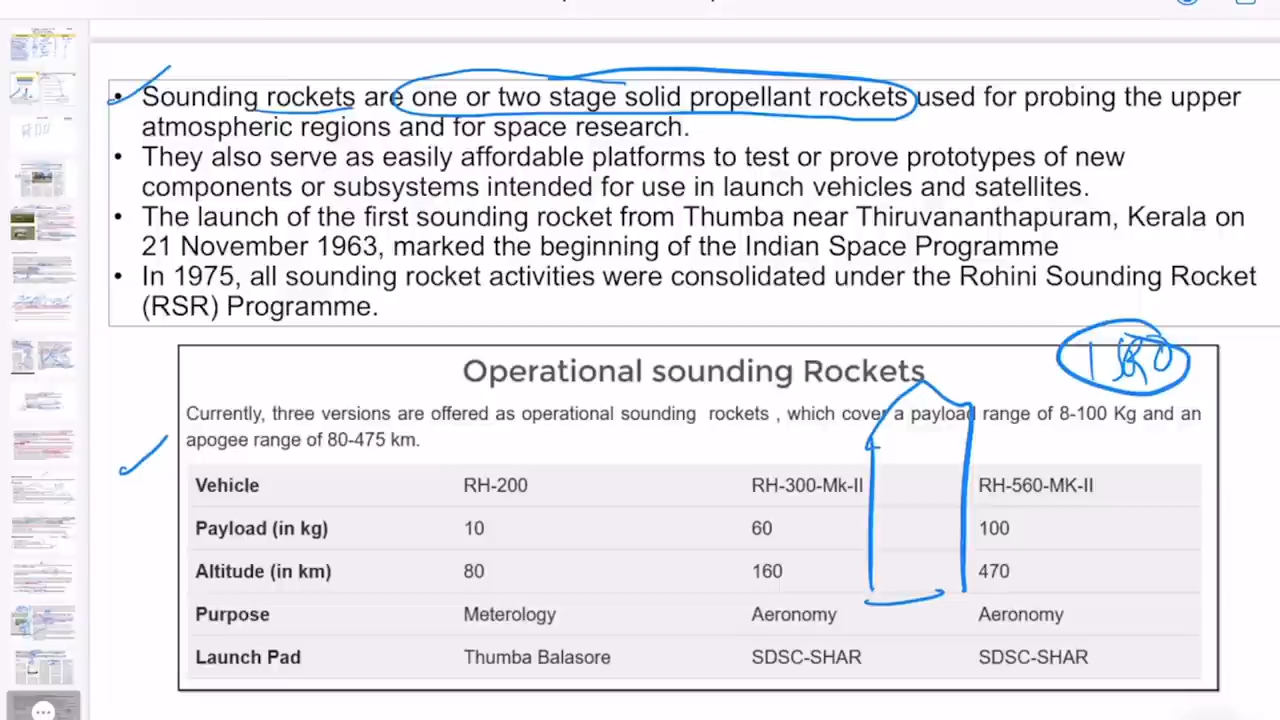 • Sounding rockets are one or two stage solid propellant rockets used for probing the upper
atmospheric regions and for space research.
• They also serve as easily affordable platforms to test or prove prototypes of new
components or subsystems intended for use in launch vehicles and satellites.
• The launch of the first sounding rocket from Thumba near Thiruvananthapuram, Kerala on
21 November 1963, marked the beginning of the Indian Space Programme
• In 1975, all sounding rocket activities were consolidated under the Rohini Sounding Rocket
(RSR) Programme.
ISRO
Operational sounding Rockets
Currently, three versions are offered as operational sounding rockets , which cover a payload range of 8-100 Kg and an
apogee range of 80-475 km.
Vehicle RH-200 RH-300-Mk-II RH-560-MK-II
Payload (in kg) 10 60 100
Altitude (in km) 80 160 470
Purpose Meterology Aeronomy Aeronomy
Launch Pad Thumba Balasore SDSC-SHAR SDSC-SHAR